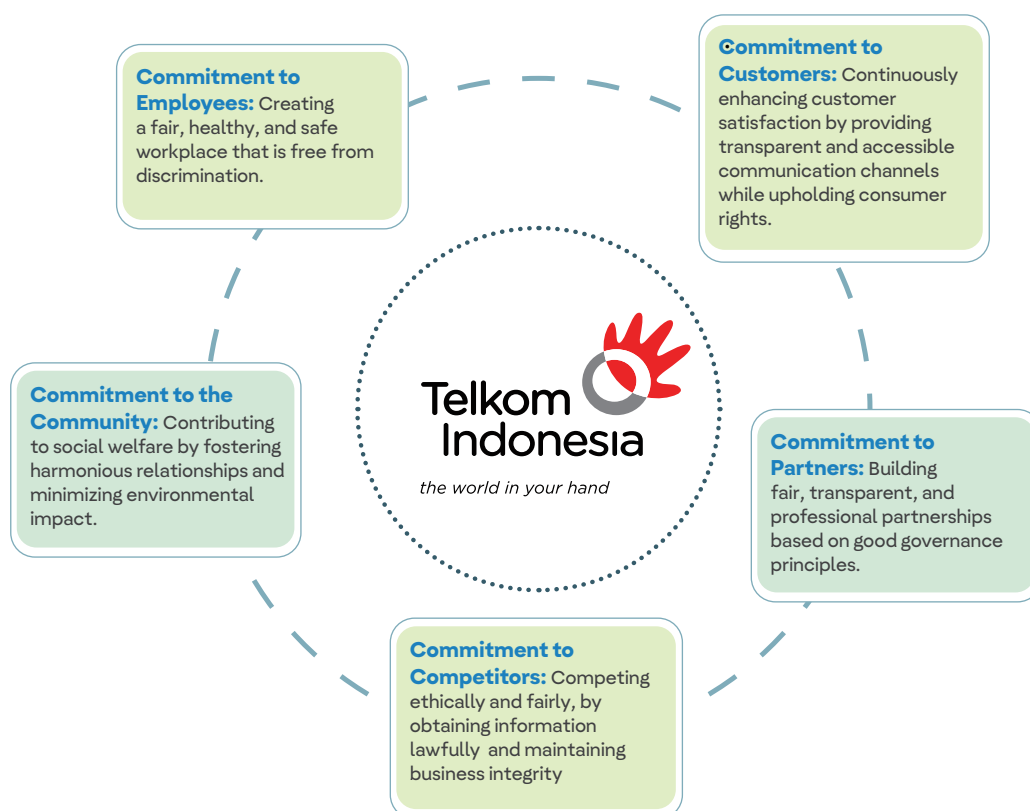 Commitment to
Employees: Creating
a fair, healthy, and safe
workplace that is free from
discrimination.
Commitment to
Customers: Continuously
enhancing customer
satisfaction by providing
transparent and accessible
communication channels
while upholding consumer
rights.
Telkom
Indonesia
the world in your hand
Commitment to the
Community: Contributing
to social welfare by fostering
harmonious relationships and
minimizing environmental
impact.
Commitment to
Partners: Building
fair, transparent, and
professional partnerships
based on good governance
principles.
Commitment to
Competitors: Competing
ethically and fairly, by
obtaining information
lawfully  and maintaining
business integrity